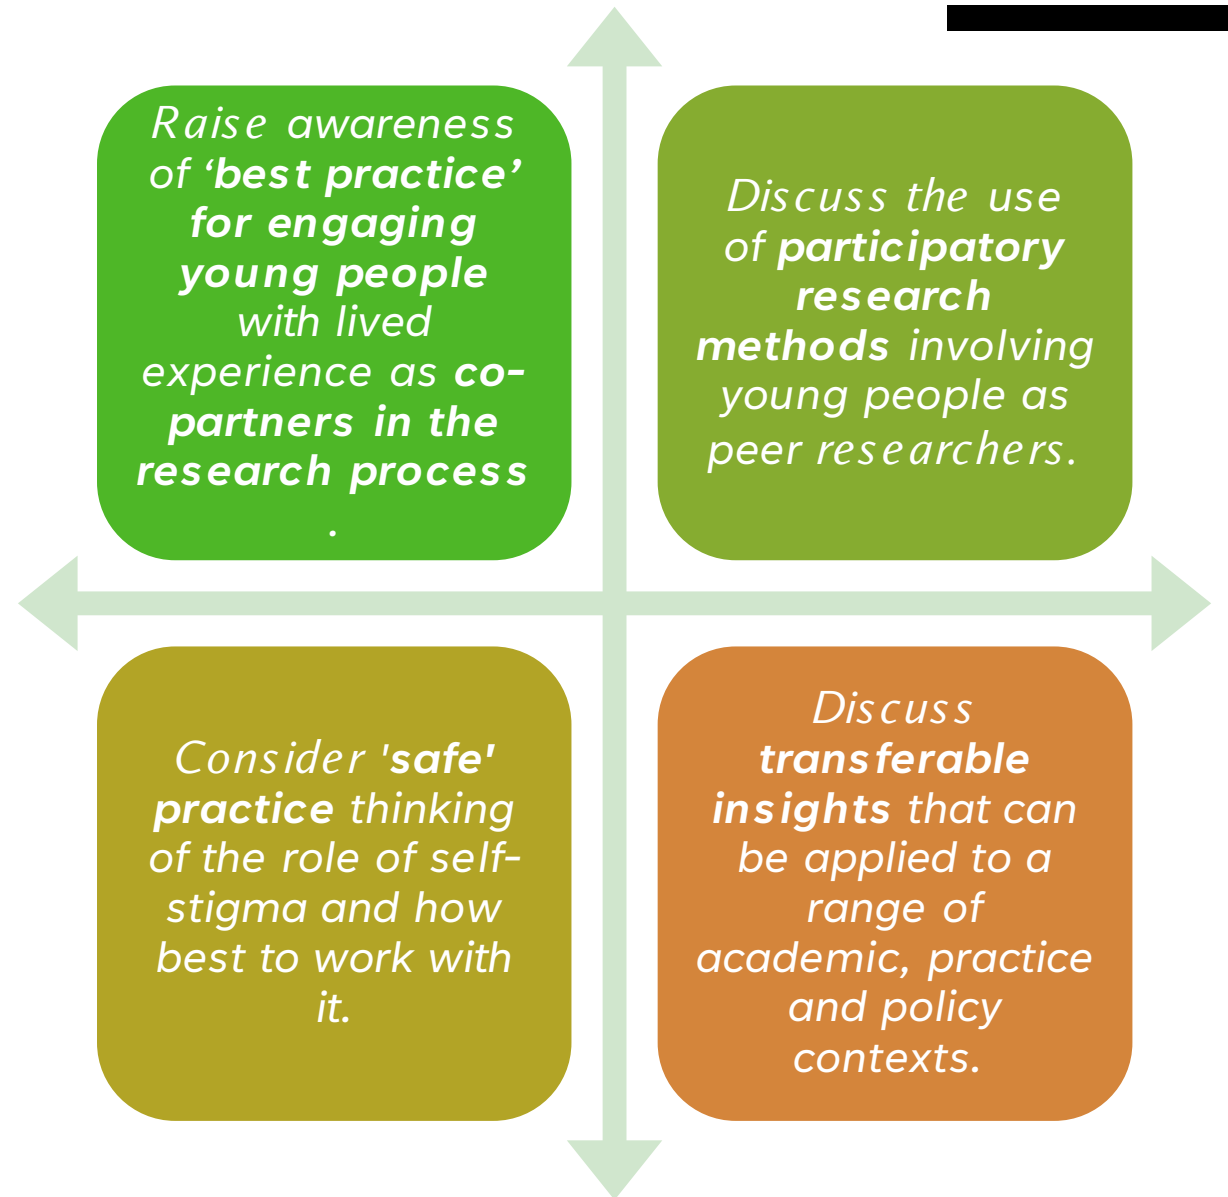 Raise awareness
of ‘best practice’
for engaging
young people
with lived
experience as co-
partners in the
research process
.
Discuss the use
of participatory
research
methods involving
young people as
peer researchers.
Consider 'safe'
practice thinking
of the role of self-
stigma and how
best to work with
it.
Discuss
transferable
insights that can
be applied to a
range of
academic, practice
and policy
contexts.